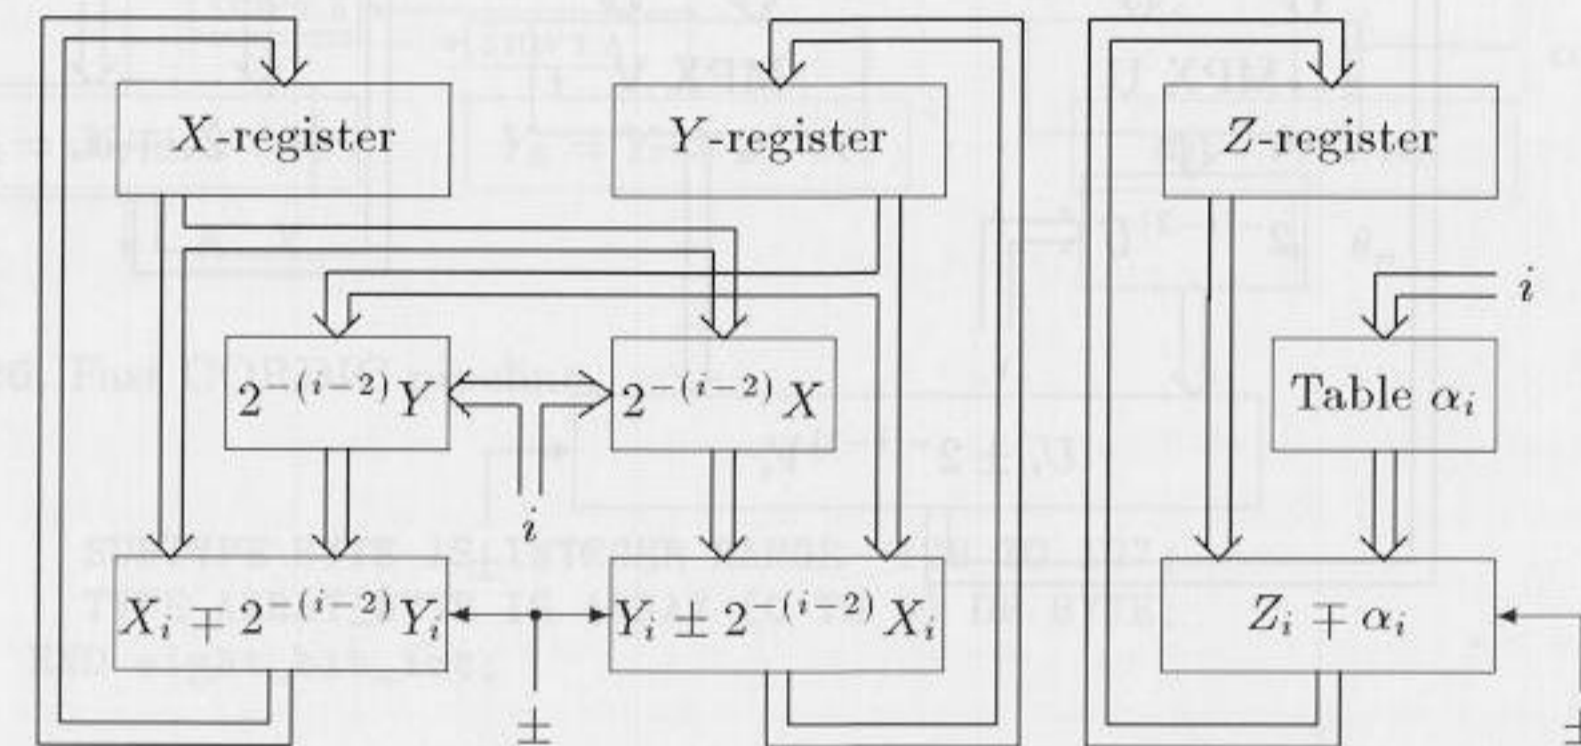 X-register
Y-register
Z-register
i
2^{-(i-2)} Y
2^{-(i-2)} X
Table α_i
i
X_i ∓ 2^{-(i-2)} Y_i
Y_i ± 2^{-(i-2)} X_i
Z_i ∓ α_i
±
±